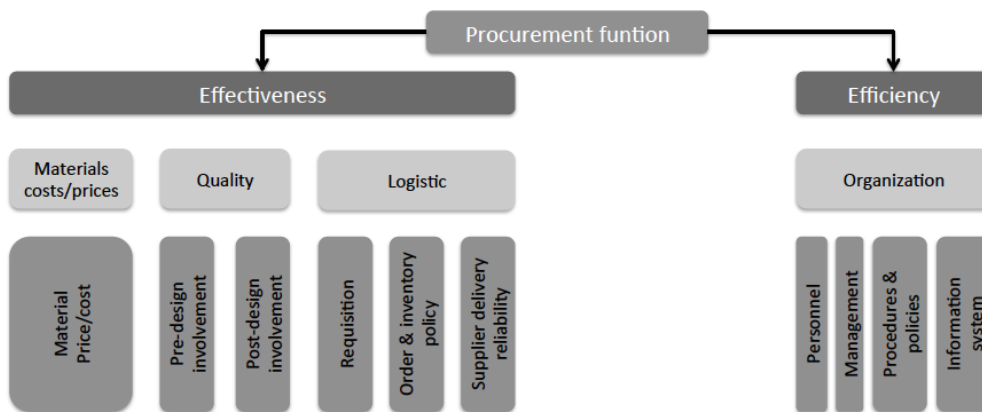 Procurement funtion
Effectiveness
Efficiency
Materials
costs/prices
Quality
Logistic
Organization
Material
Price/cost
Pre-design
involvement
Post-design
involvement
Requisition
Order & inventory
policy
Supplier delivery
reliability
Personnel
Management
Procedures &
policies
Information
system